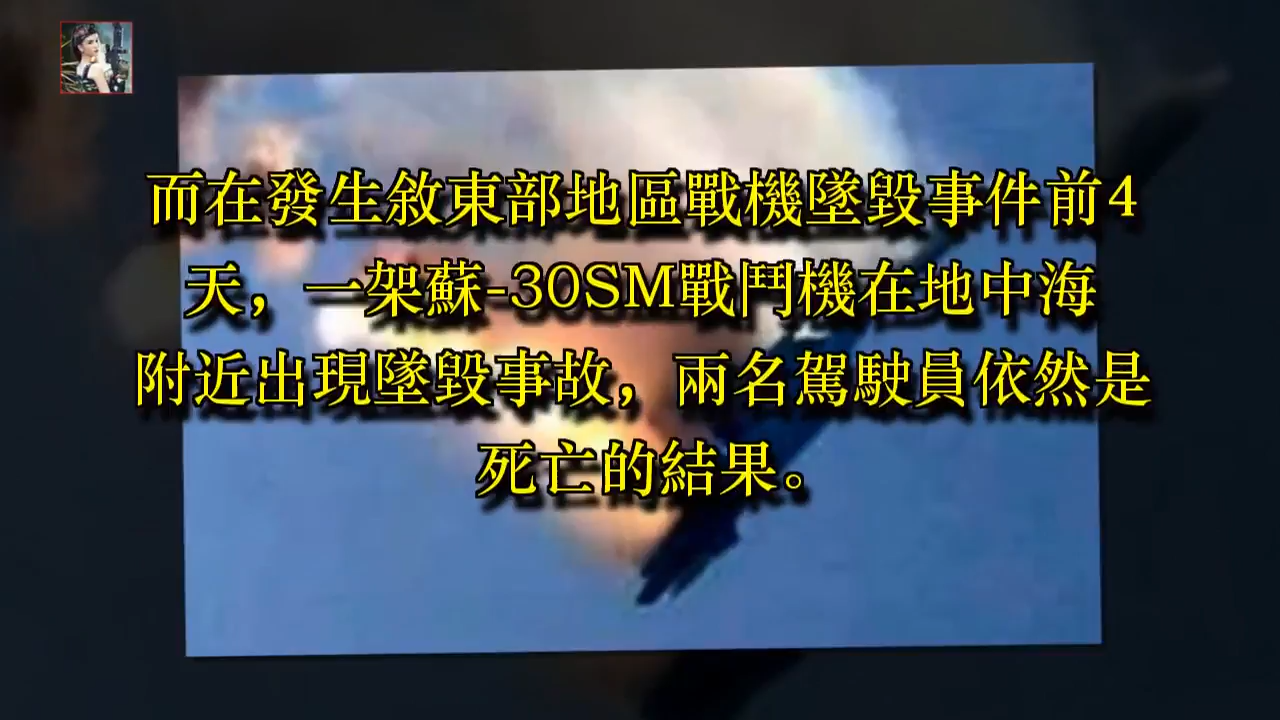 而在發生敘東部地區戰機墜毀事件前4
天，一架蘇-30SM戰鬥機在地中海
附近出現墜毀事故，兩名駕駛員依然是
死亡的結果。